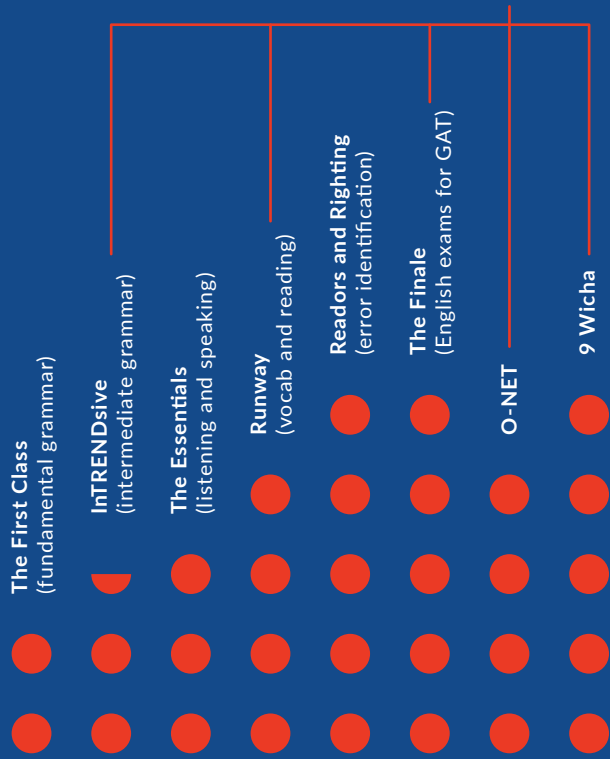 The First Class
(fundamental grammar)
InTRENDsive
(intermediate grammar)
The Essentials
(listening and speaking)
Runway
(vocab and reading)
Readors and Righting
(error identification)
The Finale
(English exams for GAT)
O-NET
9 Wicha